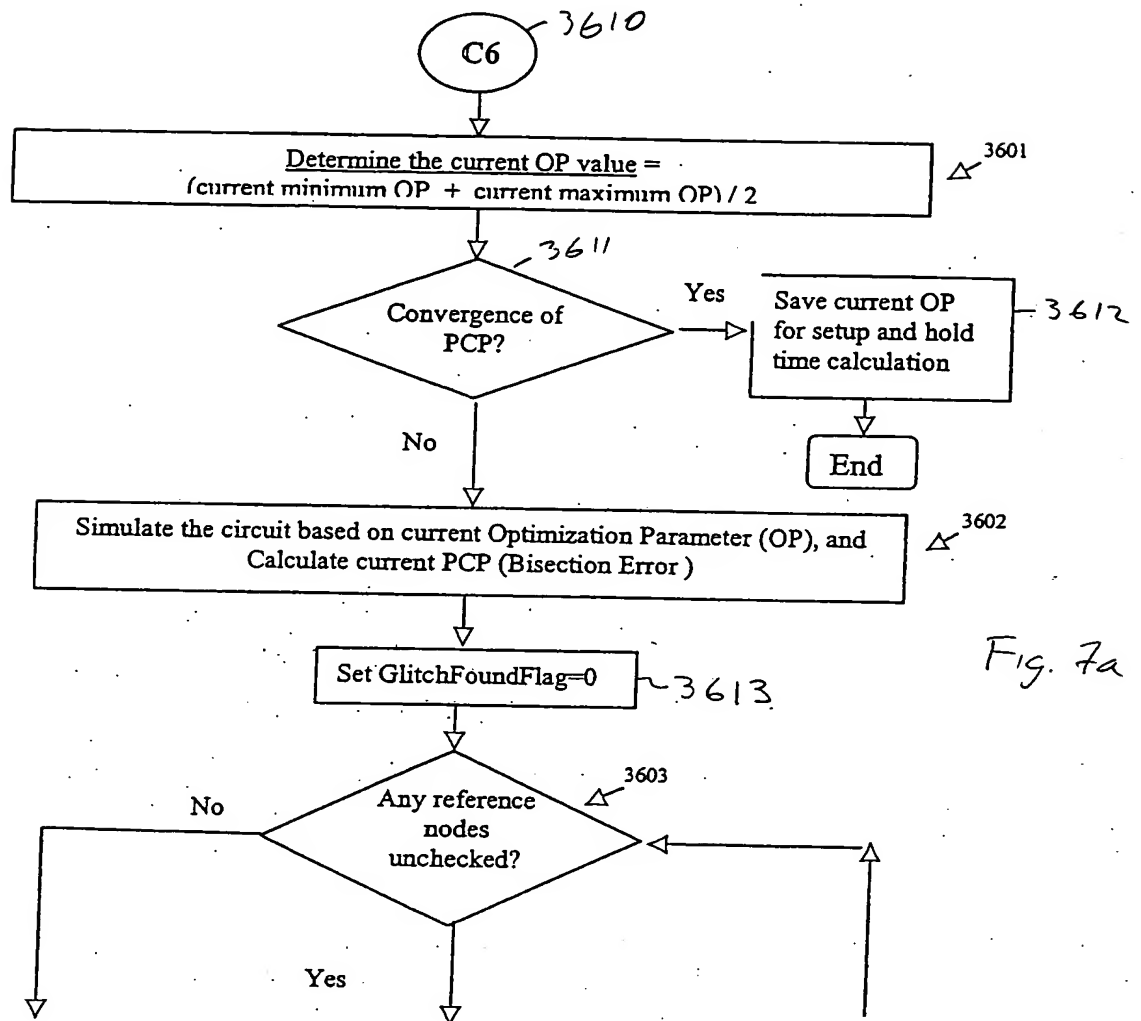 3610
C6
Determine the current OP value =
(current minimum OP + current maximum OP) / 2
3601
3611
Convergence of
PCP?
Yes
Save current OP
for setup and hold
time calculation
3612
No
End
Simulate the circuit based on current Optimization Parameter (OP), and
Calculate current PCP (Bisection Error )
3602
Set GlitchFoundFlag=0
3613
Fig. 7a
3603
No
Any reference
nodes
unchecked?
Yes